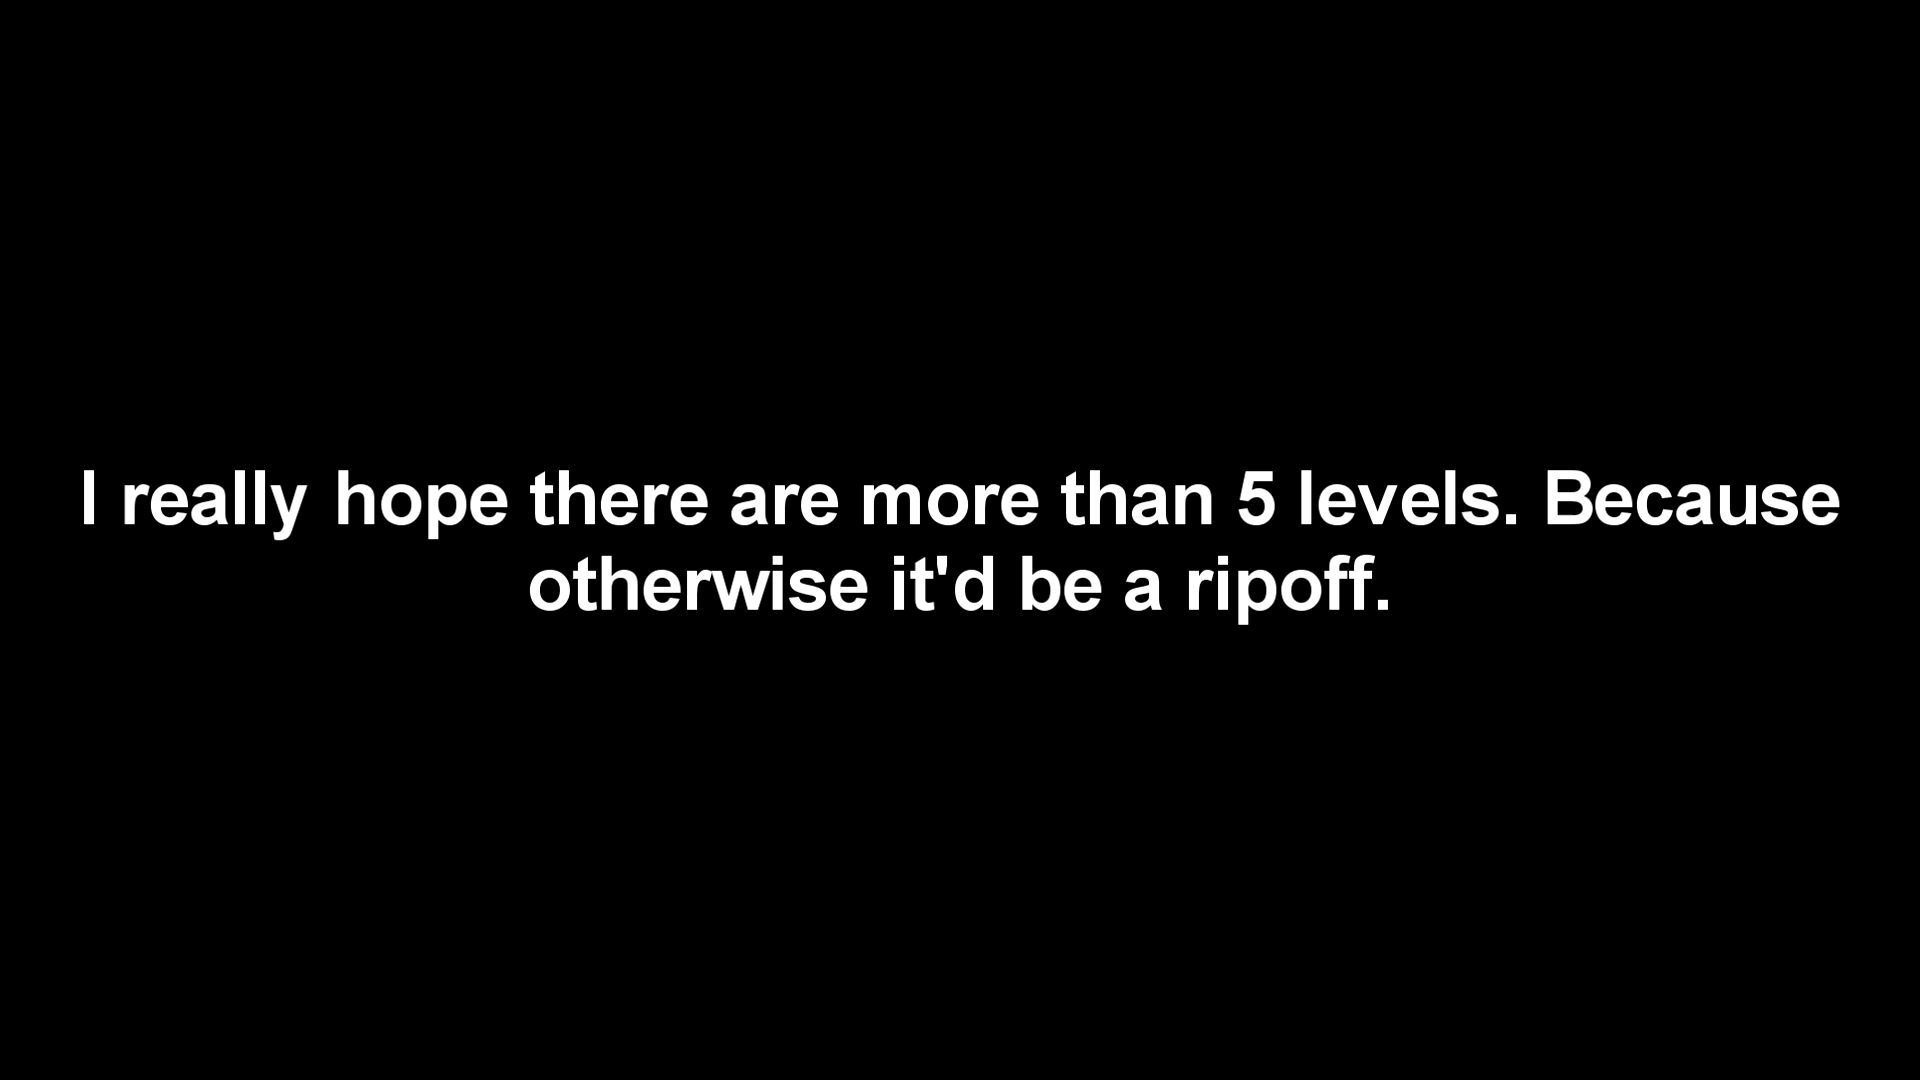 I really hope there are more than 5 levels. Because
otherwise it'd be a ripoff.